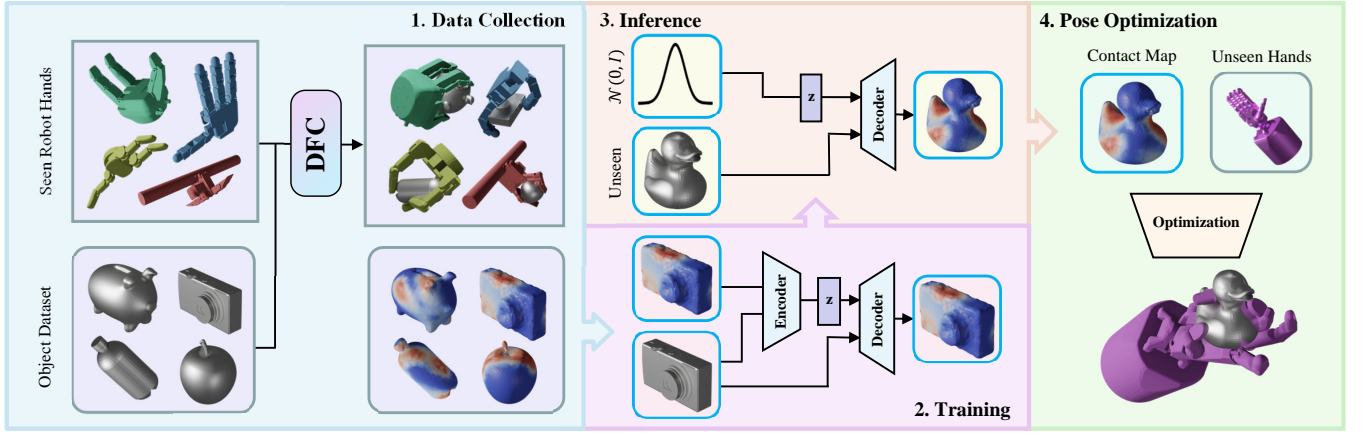 1. Data Collection
Seen Robot Hands
DFC
Object Dataset
3. Inference
N (0, 1)
z
Decoder
Unseen
Encoder
z
Decoder
2. Training
4. Pose Optimization
Contact Map
Unseen Hands
Optimization